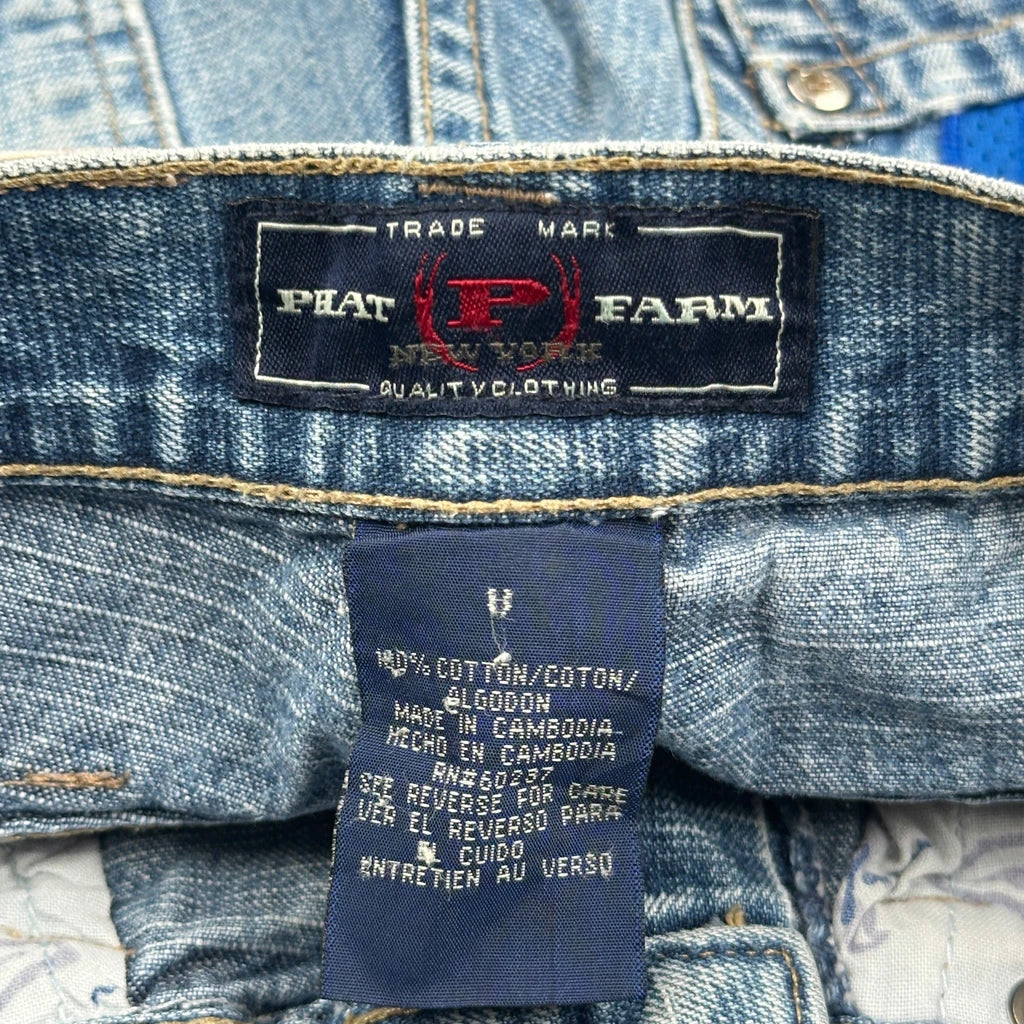 TRADE MARK
PHAT P FARM
NEW YORK
QUALITY CLOTHING
100% COTTON/COTON/
ALGODON
MADE IN CAMBODIA
HECHO EN CAMBODIA
RN#60237
SEE REVERSE FOR CARE
VER EL REVERSO PARA
EL CUIDO
ENTRETIEN AU VERSO